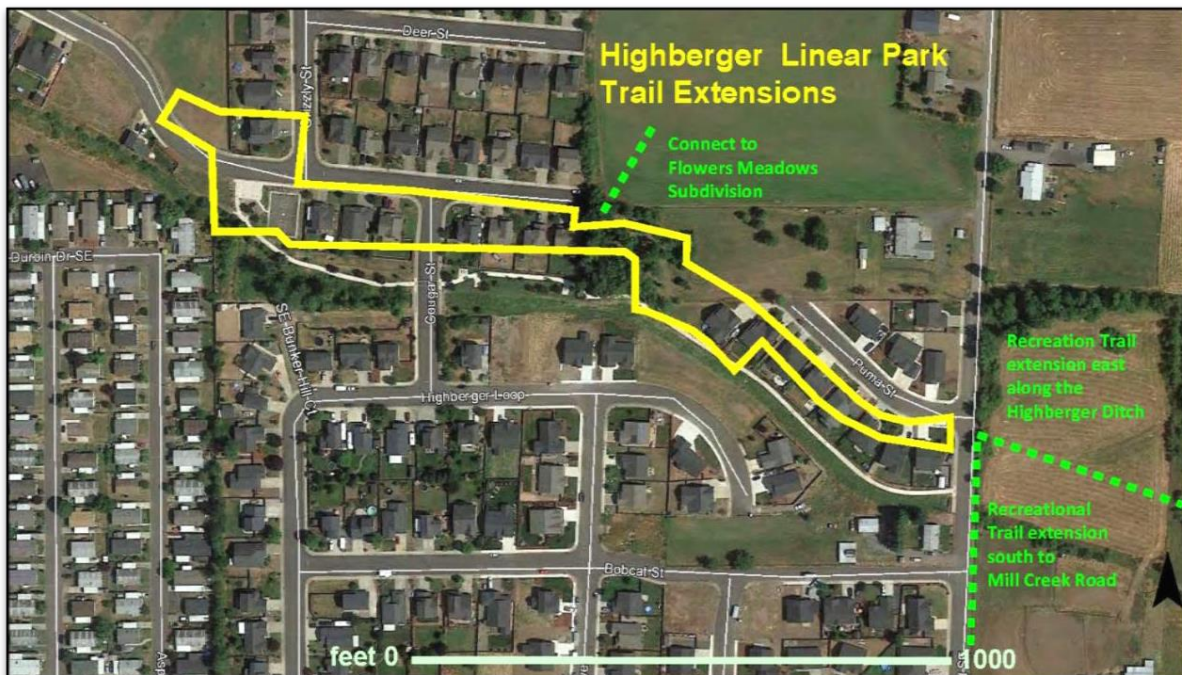 Deer St
Highberger Linear Park
Trail Extensions
Grizzly St
Connect to
Flowers Meadows
Subdivision
Durbin Dr SE
SE Bunker Hill Ct
Highberger Loop
Puma St
Recreation Trail
extension east
along the
Highberger Ditch
Recreational
Trail extension
south to
Mill Creek Road
Bobcat St
feet 0
1000